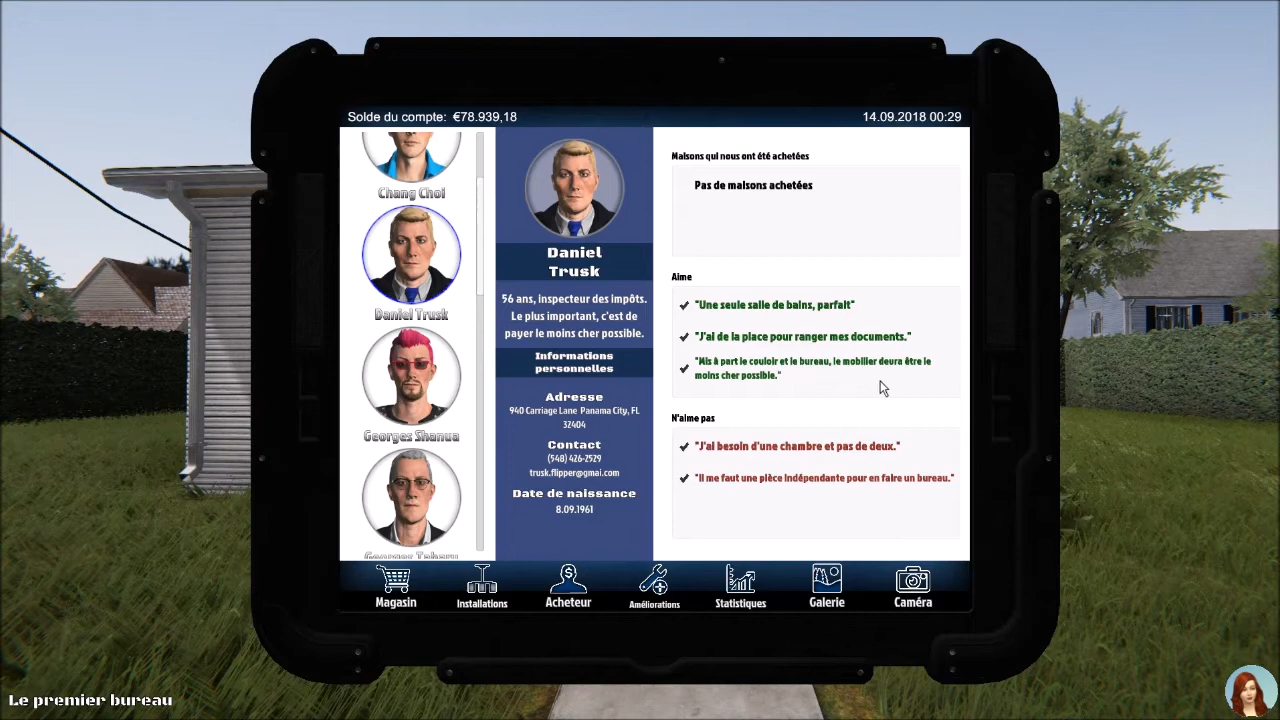 Solde du compte: €78.939,18
14.09.2018 00:29
Chang Choi
Daniel Trusk
Georges Shanua
Daniel
Trusk
56 ans, inspecteur des impôts.
Le plus important, c'est de
payer le moins cher possible.
Informations
personnelles
Adresse
940 Carriage Lane Panama City, FL
32404
Contact
(548) 426-2529
trusk.flipper@gmai.com
Date de naissance
8.09.1961
Maisons qui nous ont été achetées
Pas de maisons achetées
Aime
"Une seule salle de bains, parfait"
"J'ai de la place pour ranger mes documents."
"Mis à part le couloir et le bureau, le mobilier devra être le
moins cher possible."
N'aime pas
"J'ai besoin d'une chambre et pas de deux."
"Il me faut une pièce indépendante pour en faire un bureau."
Magasin
Installations
Acheteur
Améliorations
Statistiques
Galerie
Caméra
Le premier bureau